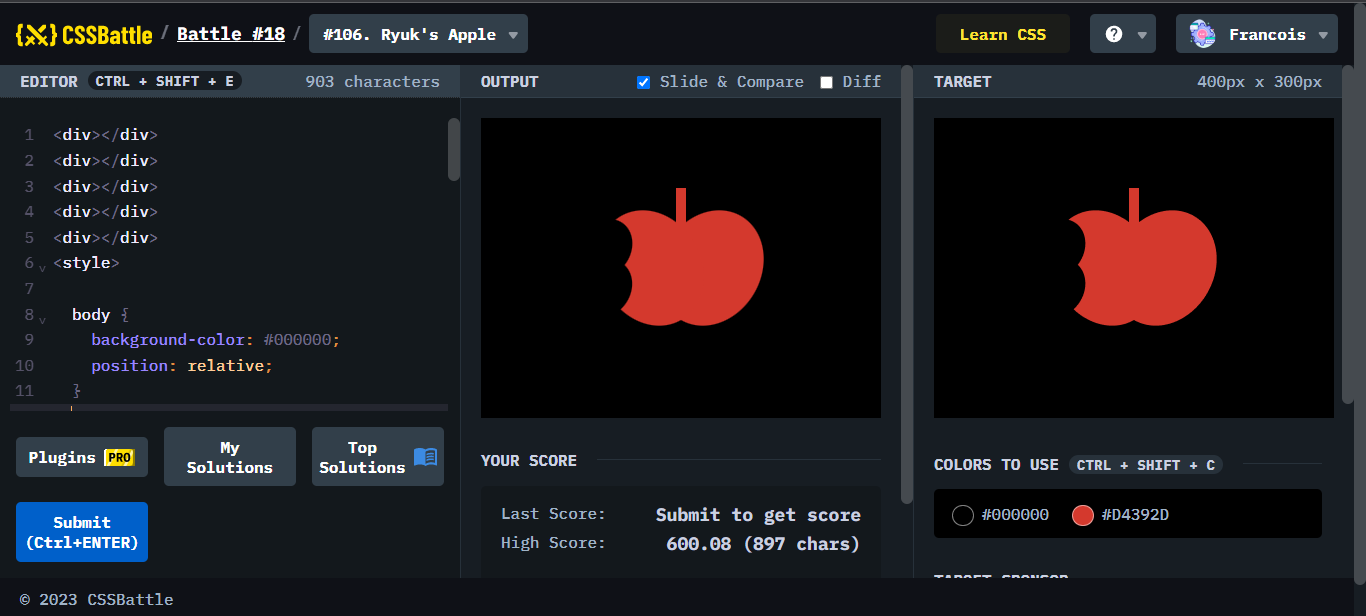 {X} CSSBattle / Battle #18 / #106. Ryuk's Apple ▼ Learn CSS ? ▼ Francois ▼
EDITOR CTRL + SHIFT + E 903 characters
1 <div></div>
2 <div></div>
3 <div></div>
4 <div></div>
5 <div></div>
6 <style>
7
8 body {
9 background-color: #000000;
10 position: relative;
11 }
Plugins PRO
My
Solutions
Top
Solutions
Submit
(Ctrl+ENTER)
OUTPUT Slide & Compare Diff
YOUR SCORE
Last Score: Submit to get score
High Score: 600.08 (897 chars)
TARGET 400px x 300px
COLORS TO USE CTRL + SHIFT + C
#000000 #D4392D
TARGET SPONSOR
© 2023 CSSBattle